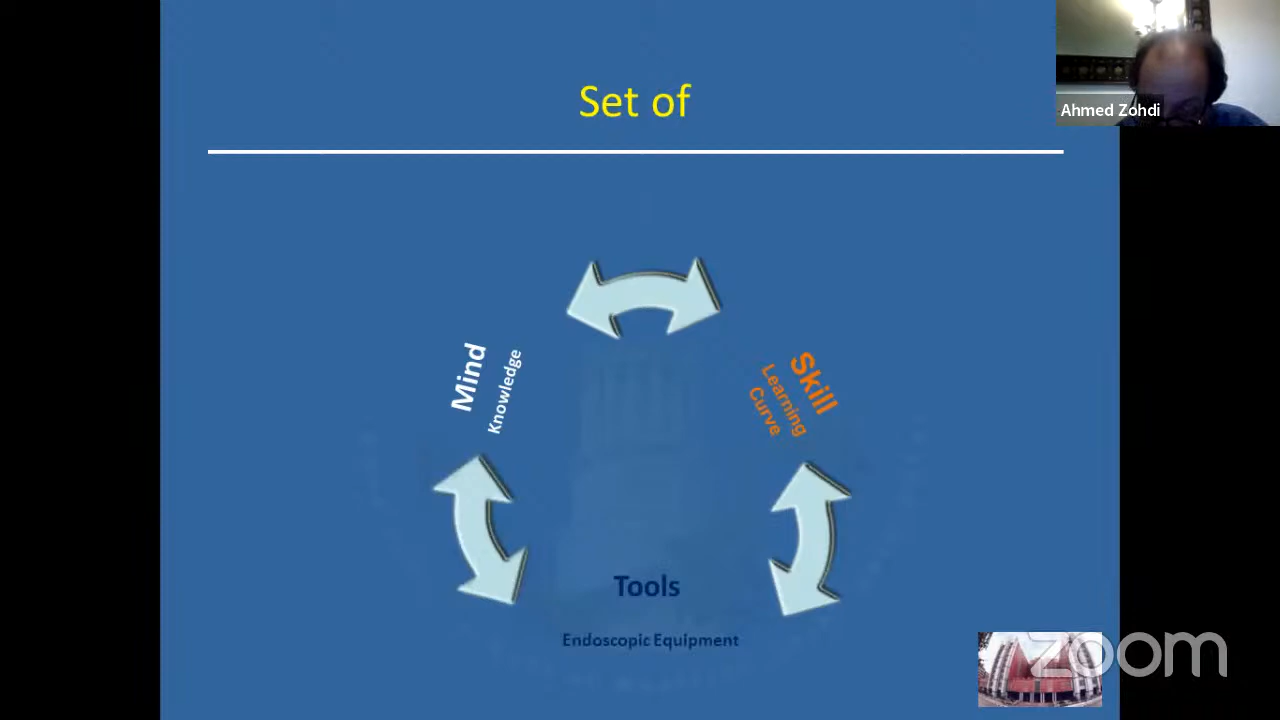 Set of
Ahmed Zohdi
Mind
Knowledge
Skill
Learning
Curve
Tools
Endoscopic Equipment
zoom